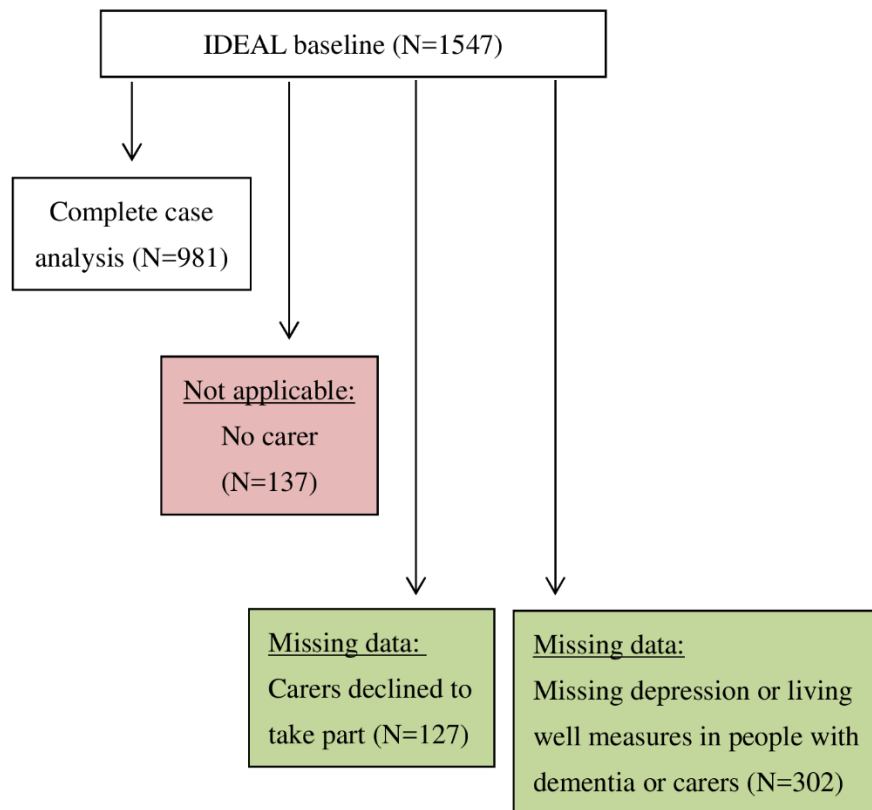 IDEAL baseline (N=1547)
Complete case
analysis (N=981)
Not applicable:
No carer
(N=137)
Missing data:
Carers declined to
take part (N=127)
Missing data:
Missing depression or living
well measures in people with
dementia or carers (N=302)